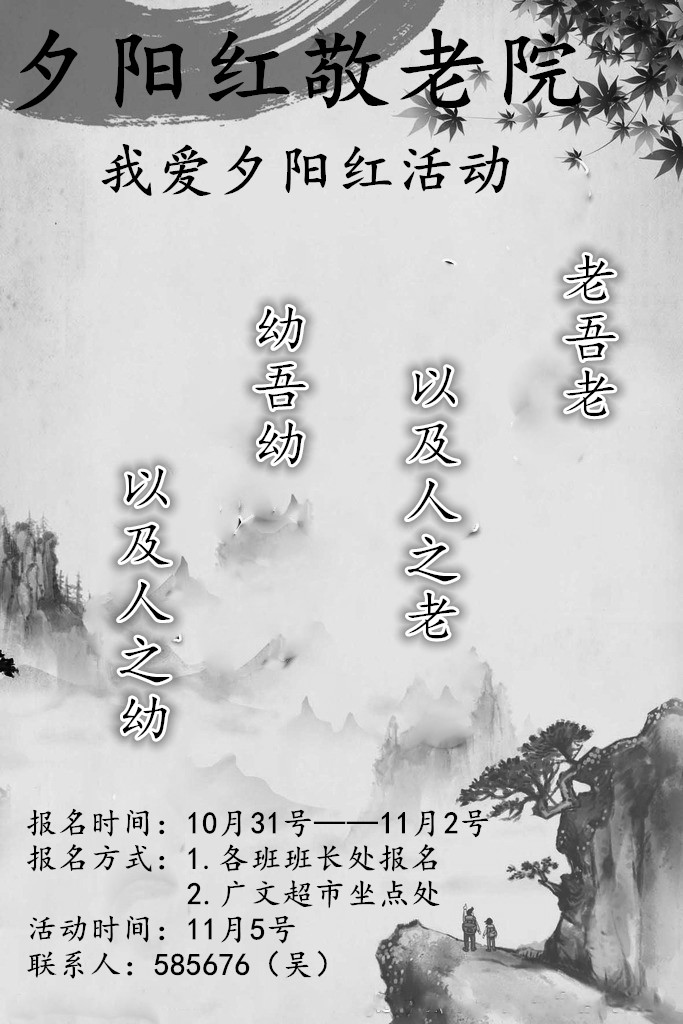 夕阳红敬老院
我爱夕阳红活动
老吾老
以及人之老
幼吾幼
以及人之幼
报名时间：10月31号——11月2号
报名方式：1.各班班长处报名
2.广文超市坐点处
活动时间：11月5号
联系人：585676（吴）